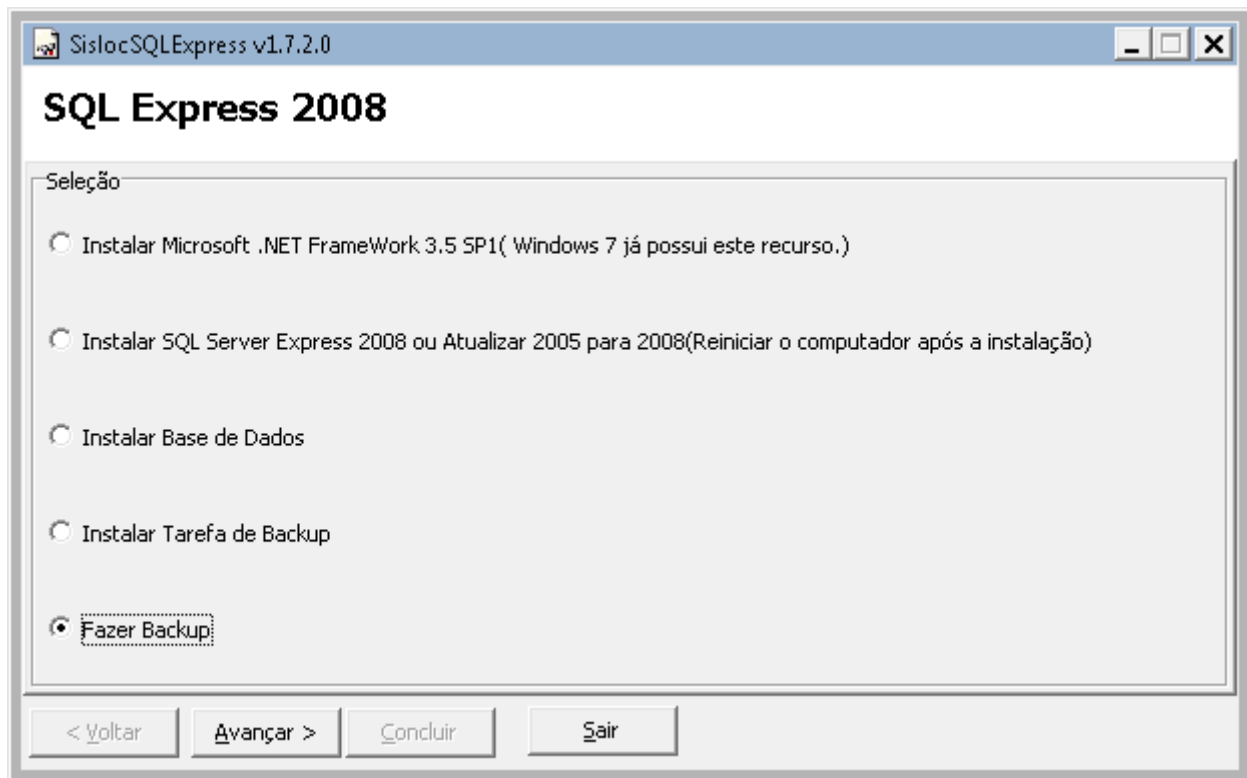 SislocSQLExpress v1.7.2.0
SQL Express 2008
Seleção
Instalar Microsoft .NET FrameWork 3.5 SP1( Windows 7 já possui este recurso.)
Instalar SQL Server Express 2008 ou Atualizar 2005 para 2008(Reiniciar o computador após a instalação)
Instalar Base de Dados
Instalar Tarefa de Backup
Fazer Backup
< Voltar Avançar > Concluir Sair